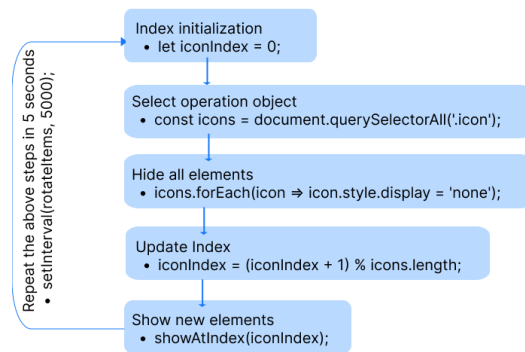 Index initialization
• let iconIndex = 0;
Select operation object
• const icons = document.querySelectorAll('.icon');
Hide all elements
• icons.forEach(icon => icon.style.display = 'none');
Update Index
• iconIndex = (iconIndex + 1) % icons.length;
Show new elements
• showAtIndex(iconIndex);
Repeat the above steps in 5 seconds
• setInterval(rotateItems, 5000);